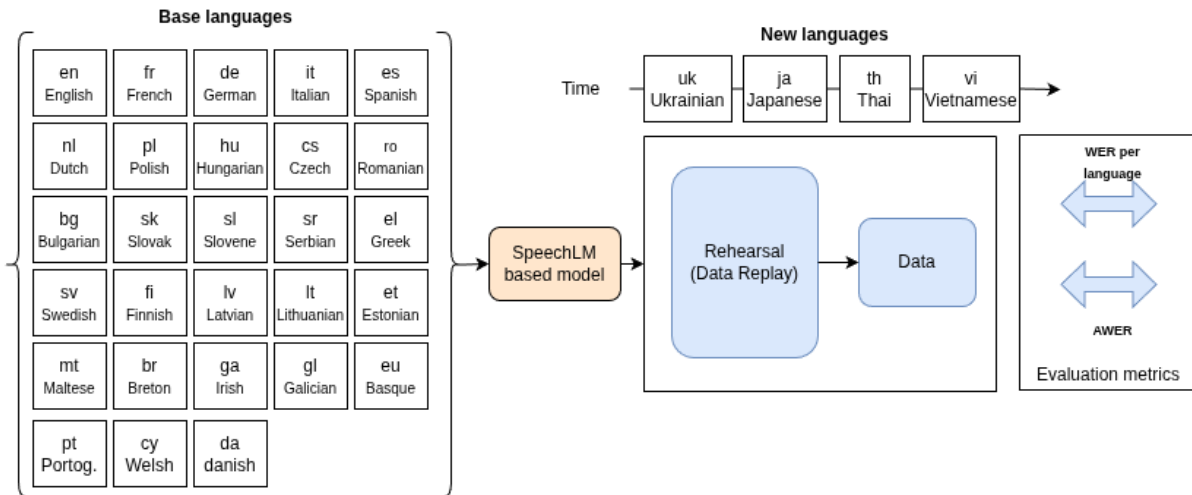 Base languages
en
English
fr
French
de
German
it
Italian
es
Spanish
nl
Dutch
pl
Polish
hu
Hungarian
cs
Czech
ro
Romanian
bg
Bulgarian
sk
Slovak
sl
Slovene
sr
Serbian
el
Greek
sv
Swedish
fi
Finnish
lv
Latvian
lt
Lithuanian
et
Estonian
mt
Maltese
br
Breton
ga
Irish
gl
Galician
eu
Basque
pt
Portog.
cy
Welsh
da
danish
SpeechLM
based model
New languages
Time
uk
Ukrainian
ja
Japanese
th
Thai
vi
Vietnamese
Rehearsal
(Data Replay)
Data
WER per
language
AWER
Evaluation metrics